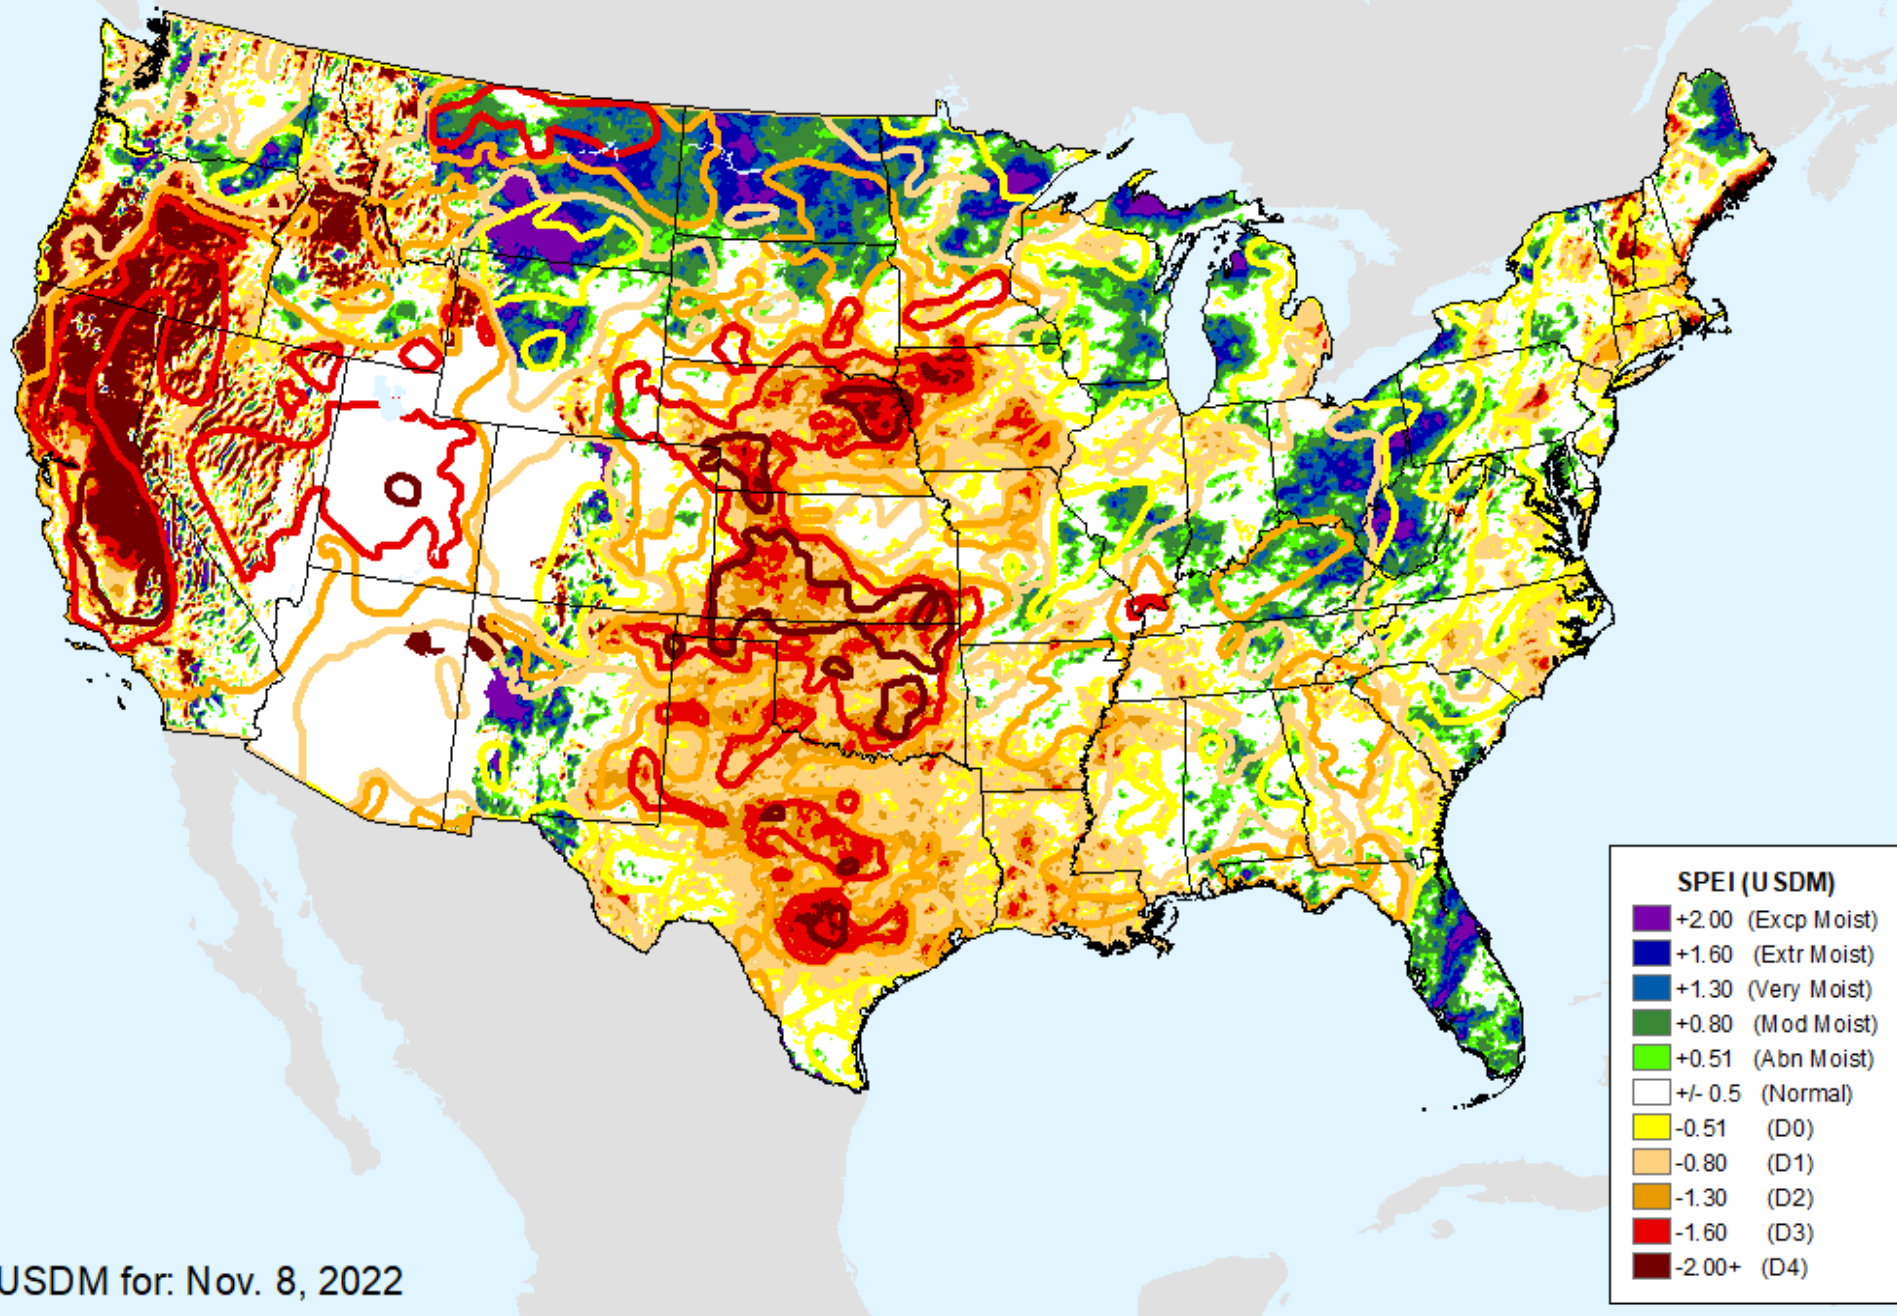 SPEI (USDM)
+2.00 (Excp Moist)
+1.60 (Extr Moist)
+1.30 (Very Moist)
+0.80 (Mod Moist)
+0.51 (Abn Moist)
+/- 0.5 (Normal)
-0.51 (D0)
-0.80 (D1)
-1.30 (D2)
-1.60 (D3)
-2.00+ (D4)
USDM for: Nov. 8, 2022